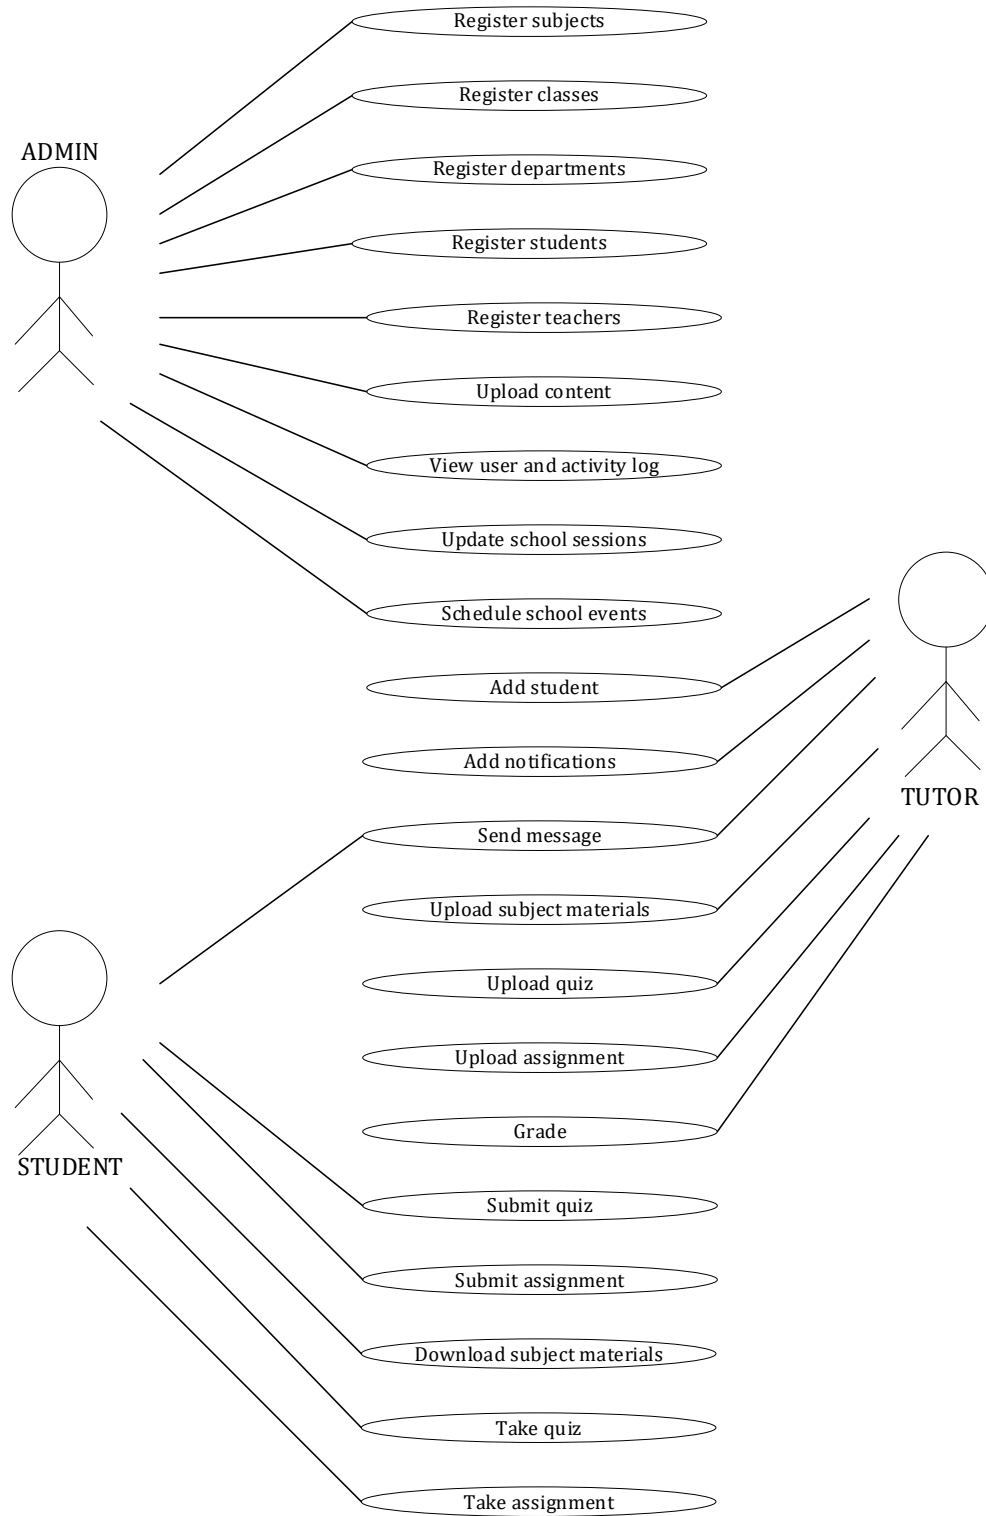 Register subjects
Register classes
ADMIN
Register departments
Register students
Register teachers
Upload content
View user and activity log
Update school sessions
Schedule school events
Add student
Add notifications
TUTOR
Send message
Upload subject materials
Upload quiz
Upload assignment
Grade
STUDENT
Submit quiz
Submit assignment
Download subject materials
Take quiz
Take assignment